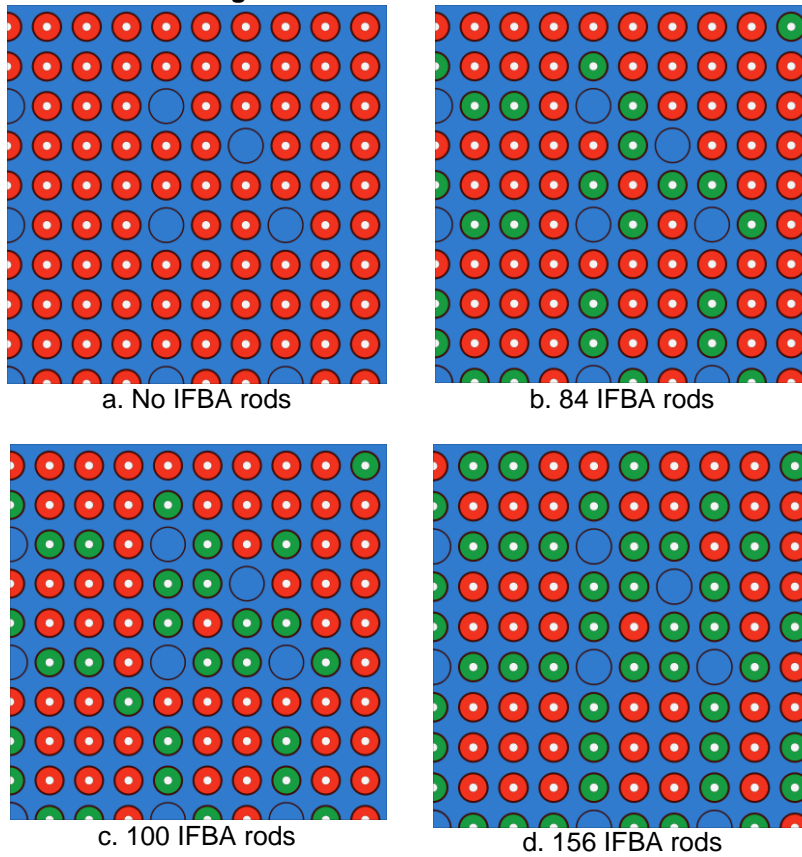 a. No IFBA rods
b. 84 IFBA rods
c. 100 IFBA rods
d. 156 IFBA rods